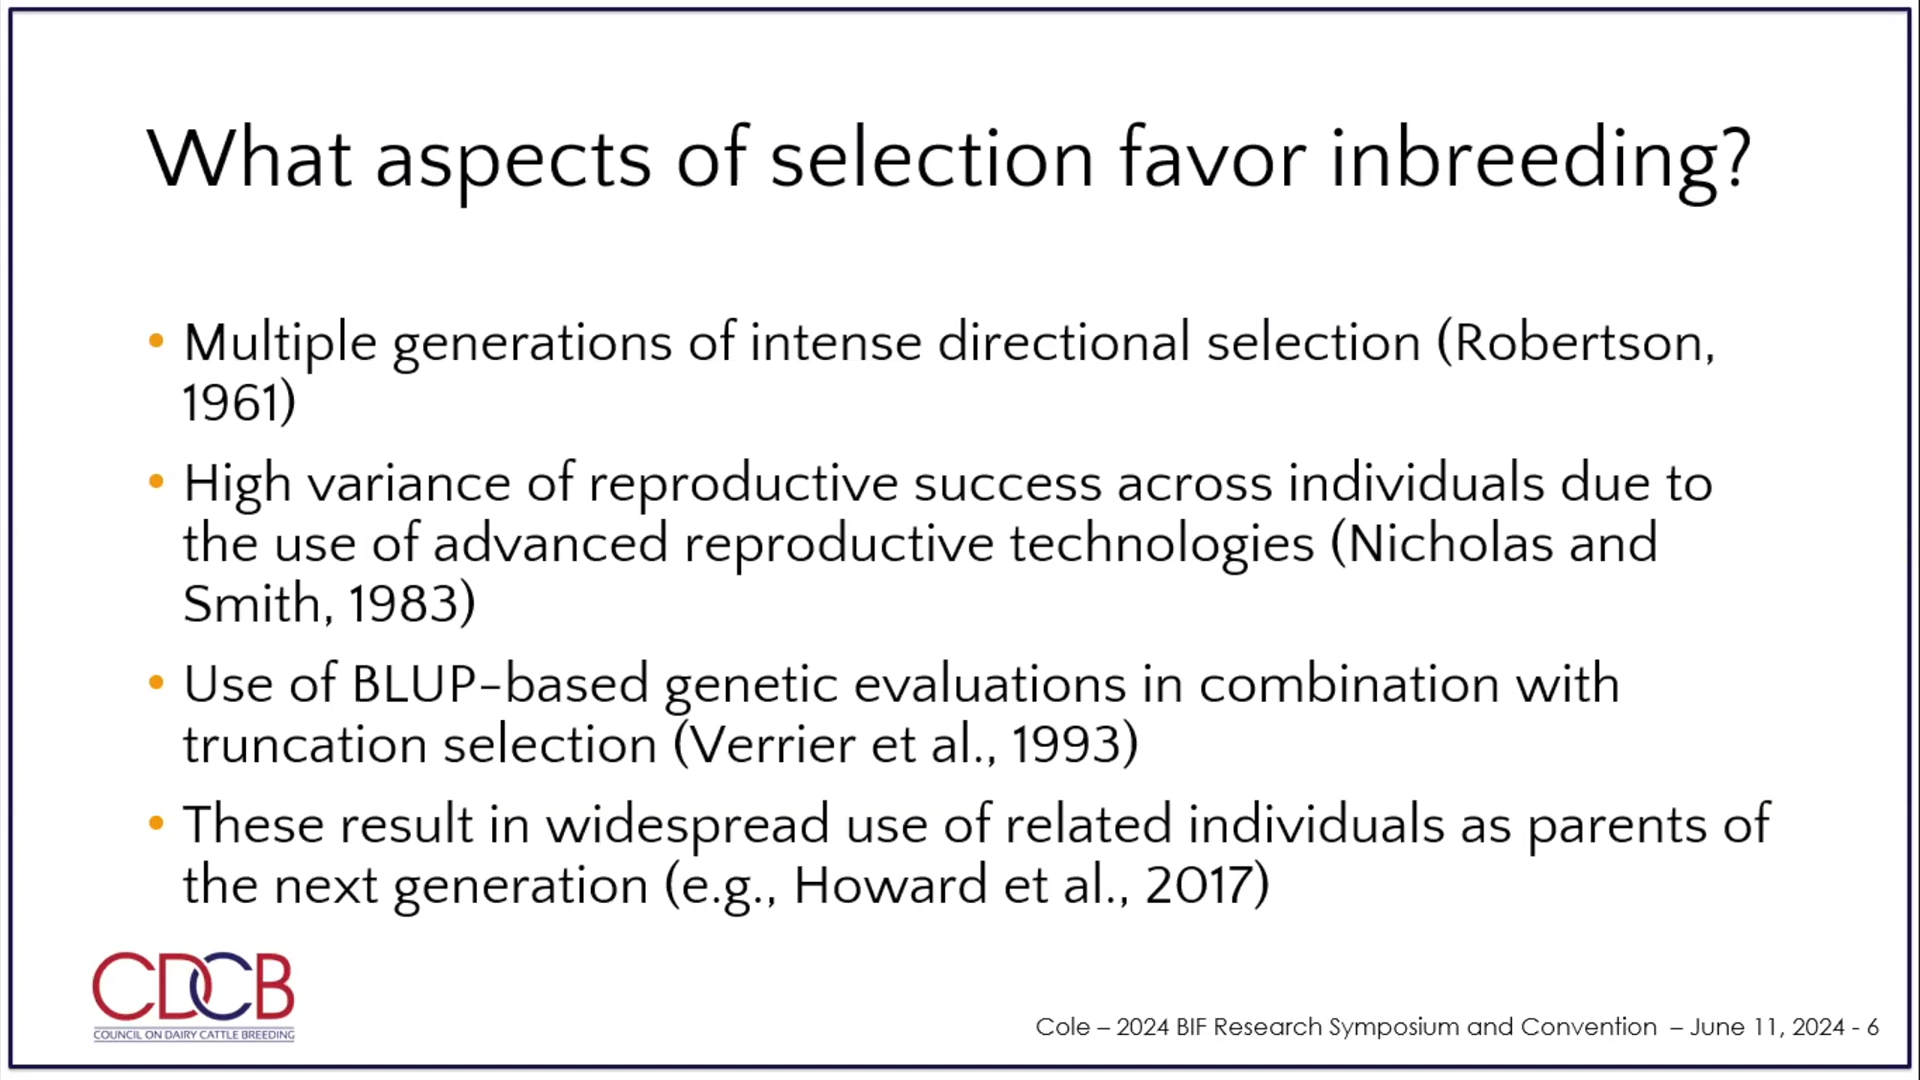 What aspects of selection favor inbreeding?
• Multiple generations of intense directional selection (Robertson,
1961)
• High variance of reproductive success across individuals due to
the use of advanced reproductive technologies (Nicholas and
Smith, 1983)
• Use of BLUP-based genetic evaluations in combination with
truncation selection (Verrier et al., 1993)
• These result in widespread use of related individuals as parents of
the next generation (e.g., Howard et al., 2017)
CDCB
COUNCIL ON DAIRY CATTLE BREEDING
Cole – 2024 BIF Research Symposium and Convention – June 11, 2024 - 6